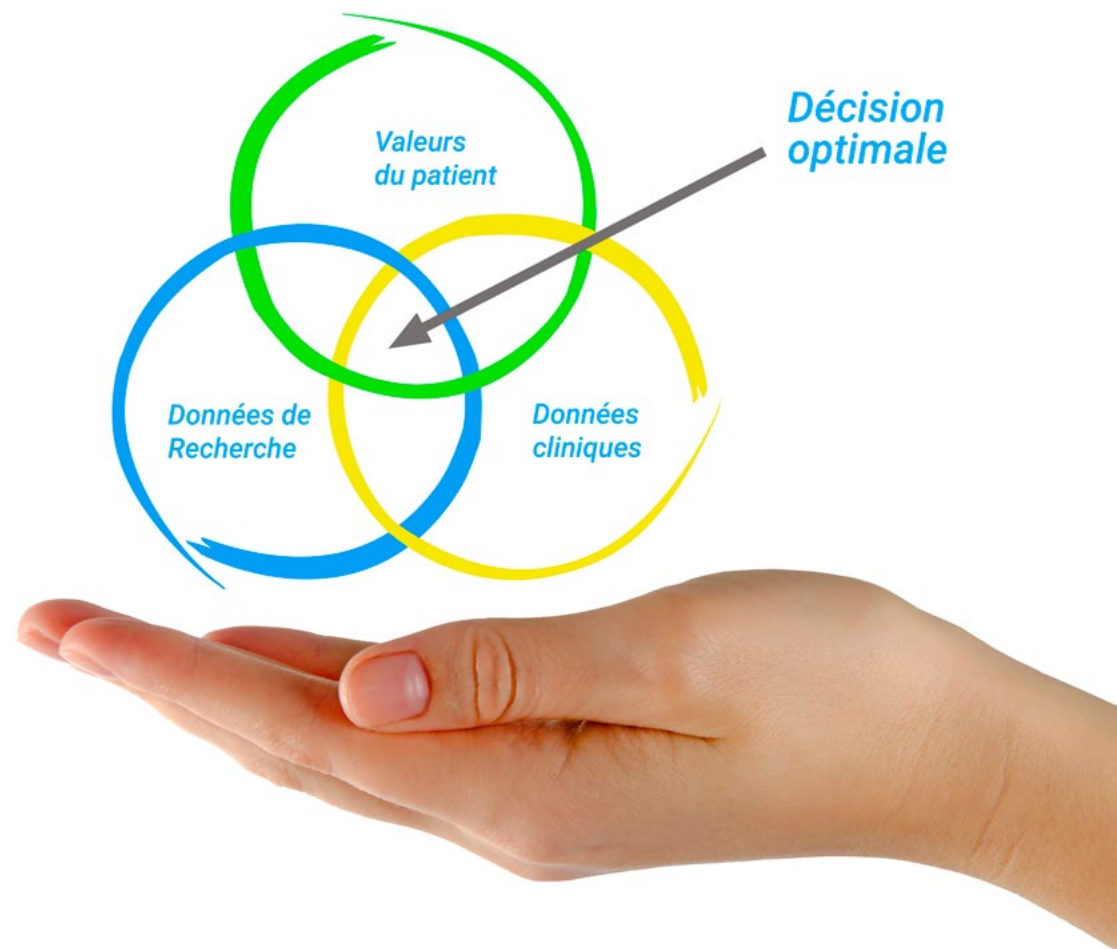 Décision
optimale
Valeurs
du patient
Données de
Recherche
Données
cliniques